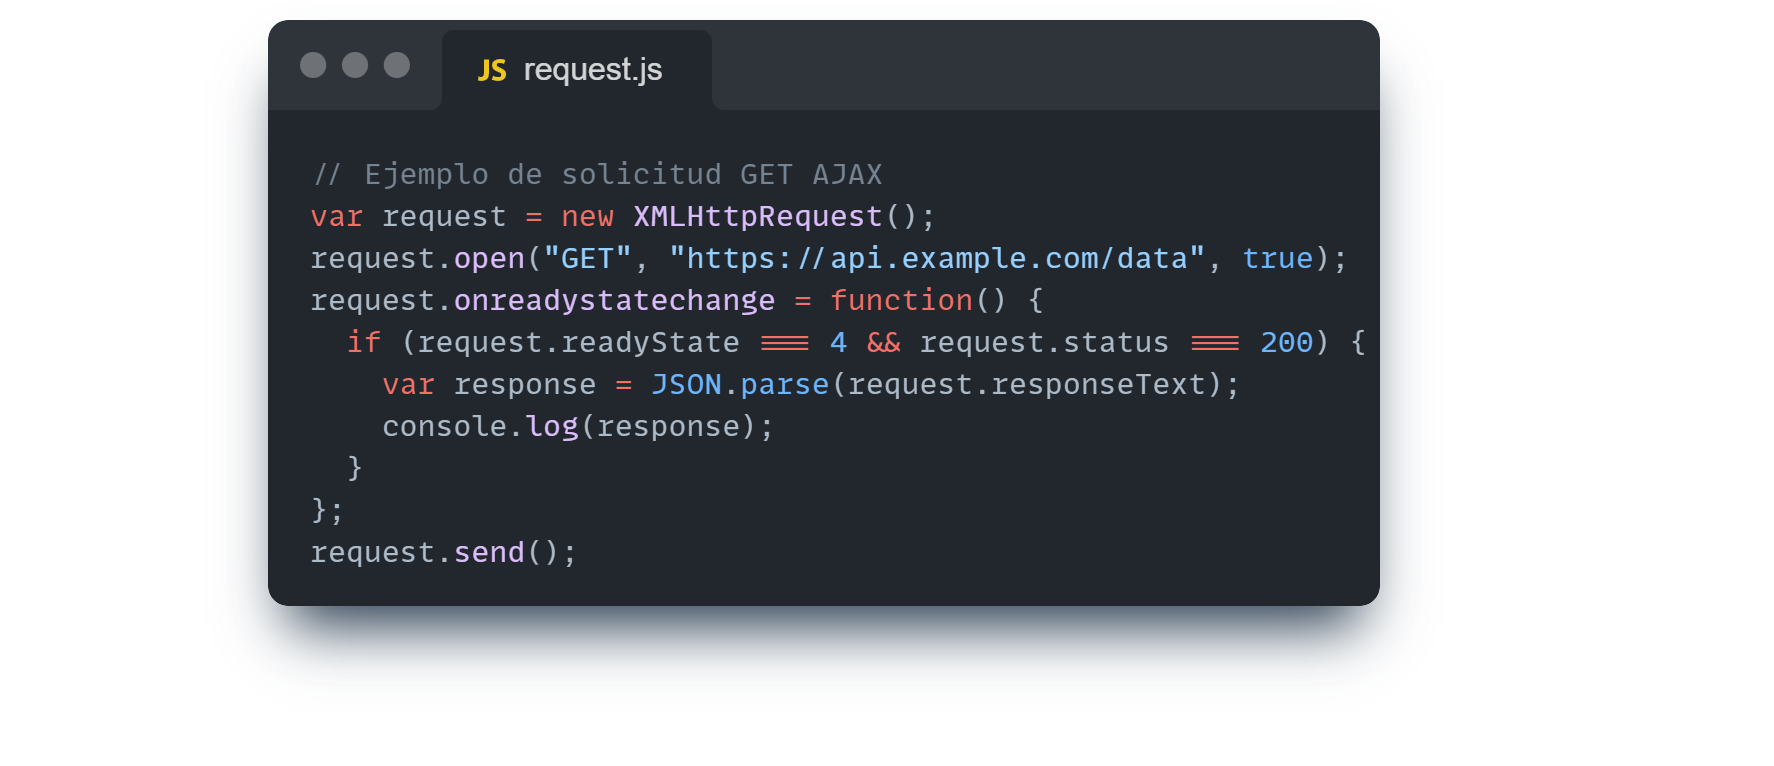 JS request.js
// Ejemplo de solicitud GET AJAX
var request = new XMLHttpRequest();
request.open("GET", "https://api.example.com/data", true);
request.onreadystatechange = function() {
  if (request.readyState === 4 && request.status === 200) {
    var response = JSON.parse(request.responseText);
    console.log(response);
  }
};
request.send();